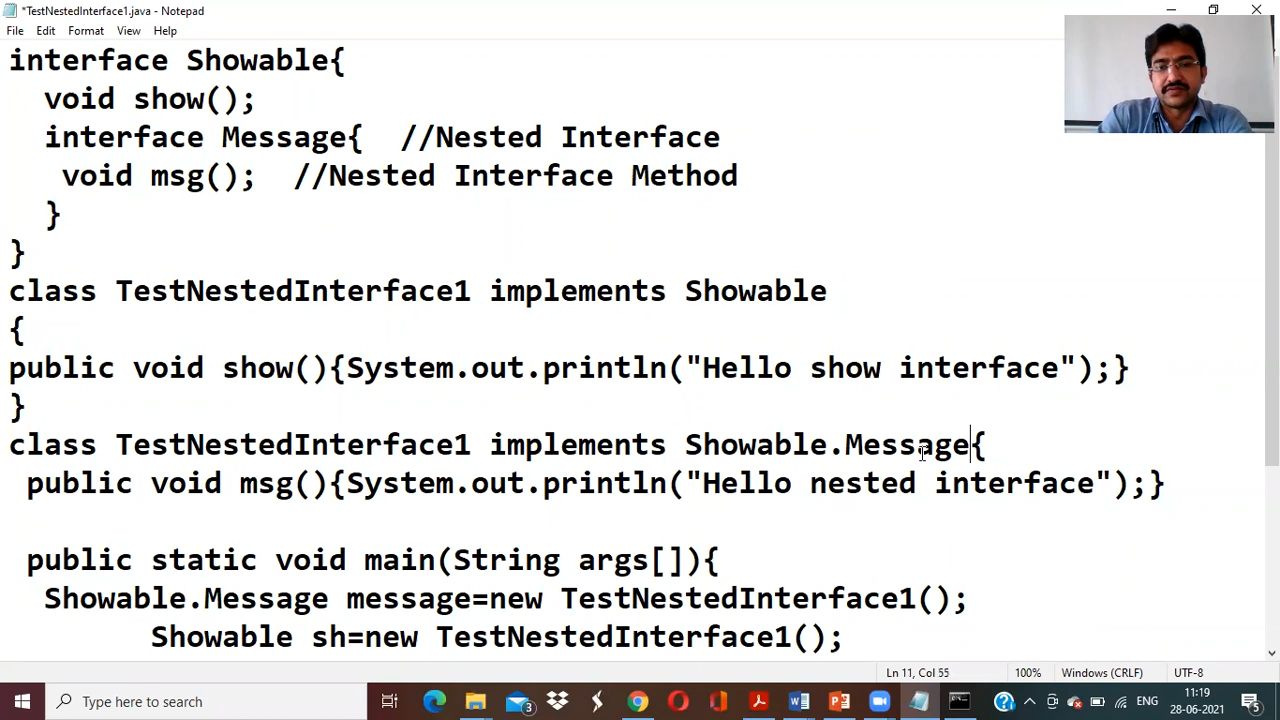 *TestNestedInterface1.java - Notepad
File Edit Format View Help
interface Showable{
void show();
interface Message{ //Nested Interface
void msg(); //Nested Interface Method
}
}
class TestNestedInterface1 implements Showable
{
public void show(){System.out.println("Hello show interface");}
}
class TestNestedInterface1 implements Showable.Message{
public void msg(){System.out.println("Hello nested interface");}
public static void main(String args[]){
Showable.Message message=new TestNestedInterface1();
Showable sh=new TestNestedInterface1();
Ln 11, Col 55 100% Windows (CRLF) UTF-8
Type here to search
3
ENG
11:19
28-06-2021
5